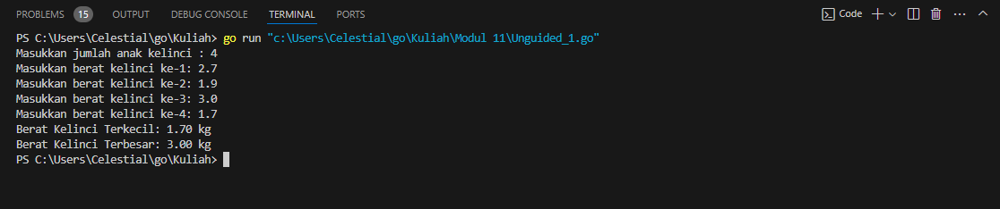 PROBLEMS 15 OUTPUT DEBUG CONSOLE TERMINAL PORTS Code
PS C:\Users\Celestial\go\Kuliah> go run "c:\Users\Celestial\go\Kuliah\Modul 11\Unguided_1.go"
Masukkan jumlah anak kelinci : 4
Masukkan berat kelinci ke-1: 2.7
Masukkan berat kelinci ke-2: 1.9
Masukkan berat kelinci ke-3: 3.0
Masukkan berat kelinci ke-4: 1.7
Berat Kelinci Terkecil: 1.70 kg
Berat Kelinci Terbesar: 3.00 kg
PS C:\Users\Celestial\go\Kuliah>